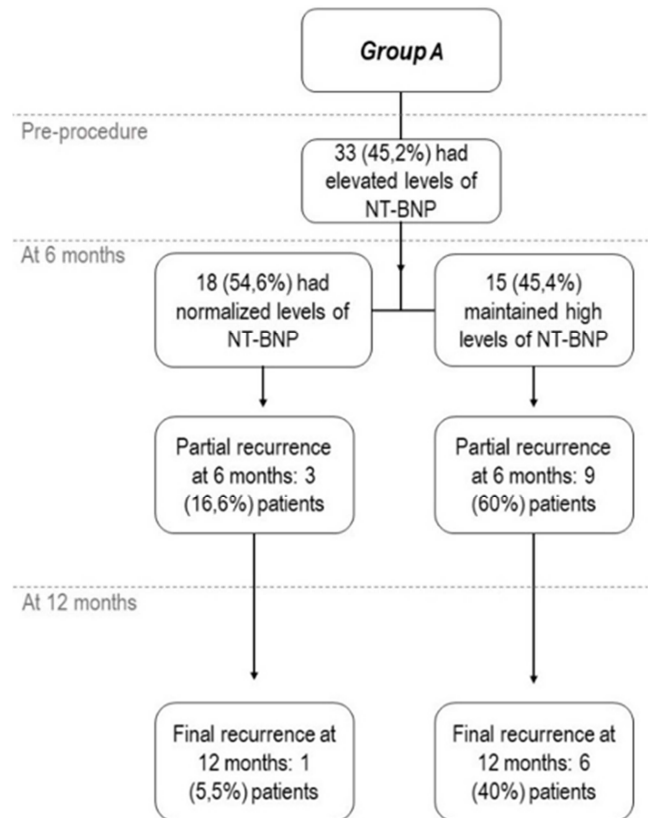 Group A
Pre-procedure
33 (45,2%) had
elevated levels of
NT-BNP
At 6 months
18 (54,6%) had
normalized levels of
NT-BNP
15 (45,4%)
maintained high
levels of NT-BNP
Partial recurrence
at 6 months: 3
(16,6%) patients
Partial recurrence
at 6 months: 9
(60%) patients
At 12 months
Final recurrence at
12 months: 1
(5,5%) patients
Final recurrence at
12 months: 6
(40%) patients